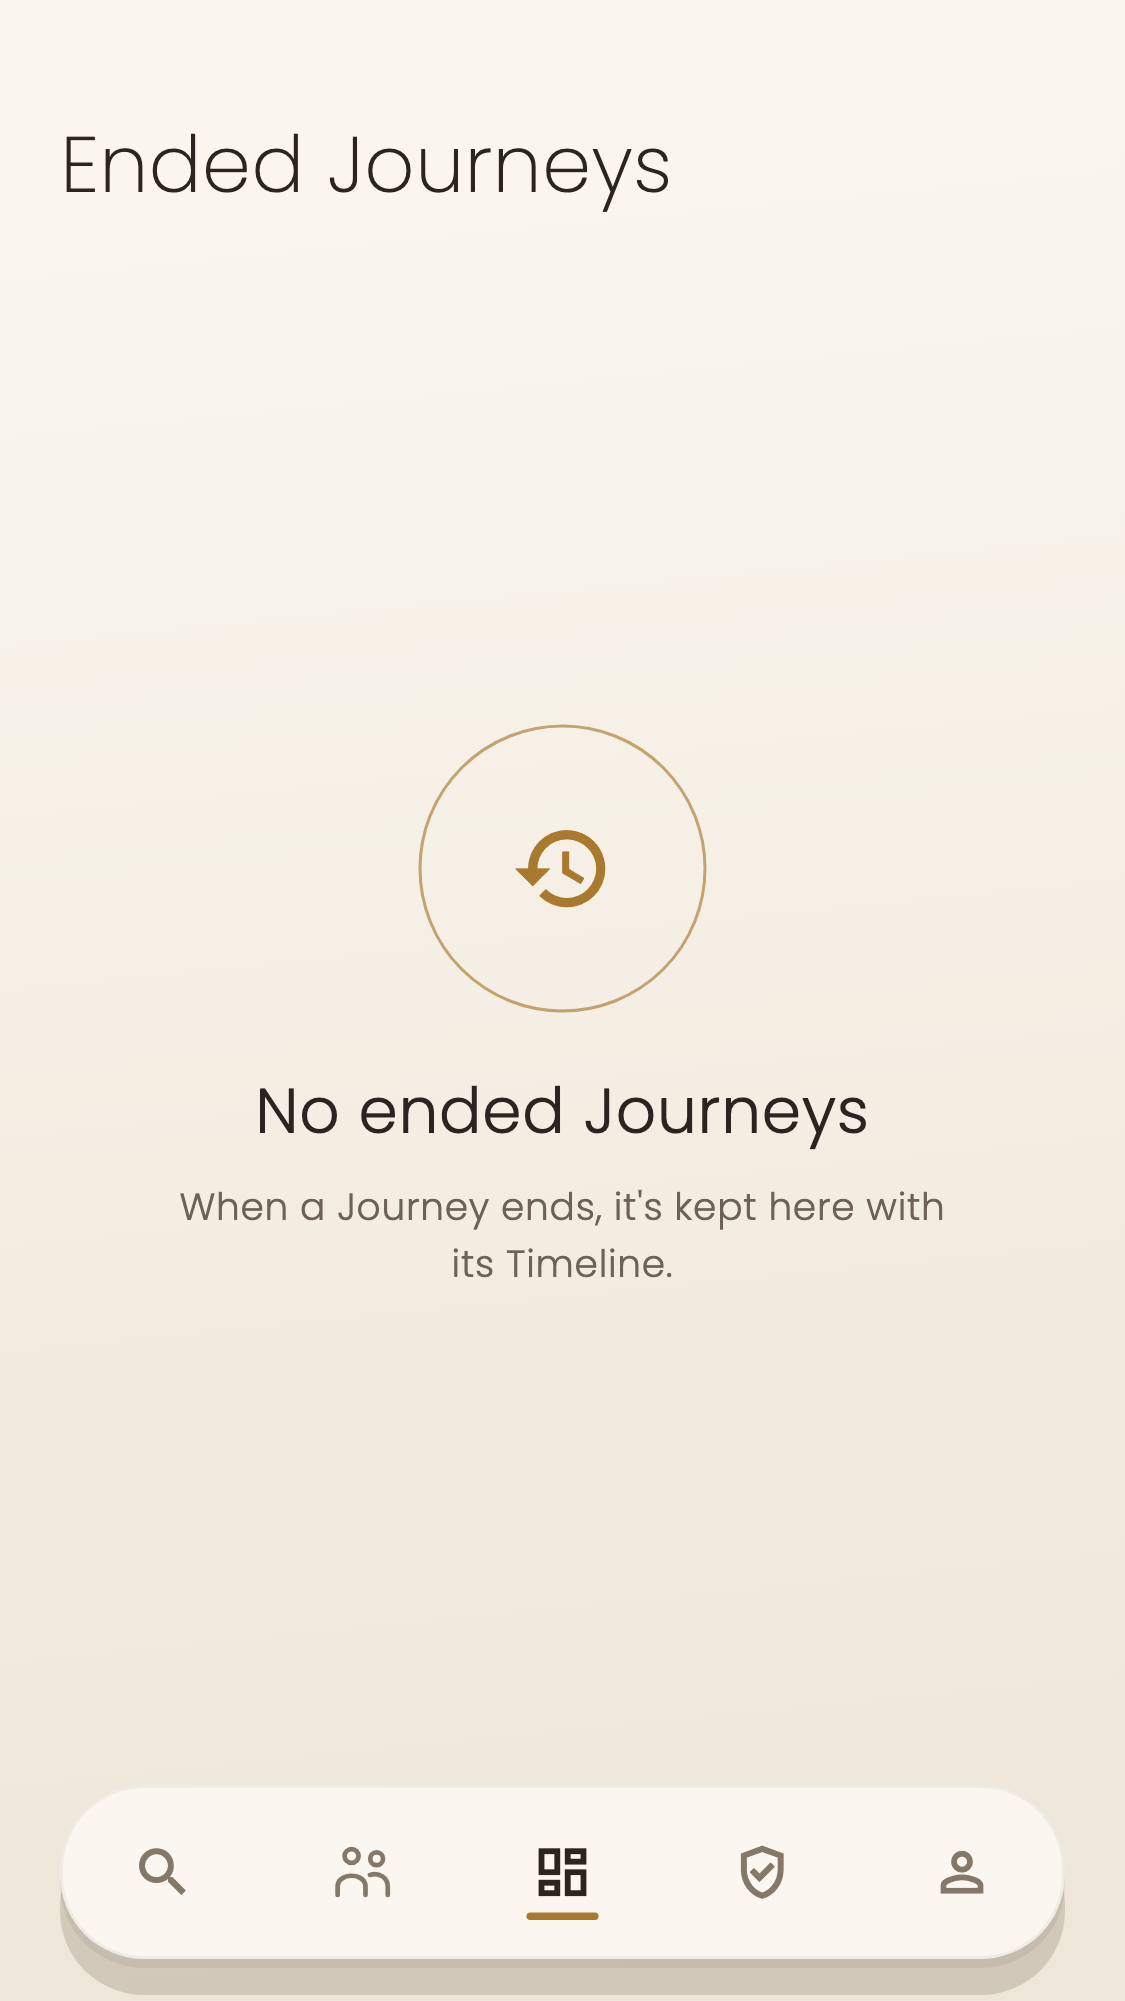 Ended Journeys
No ended Journeys
When a Journey ends, it's kept here with
its Timeline.